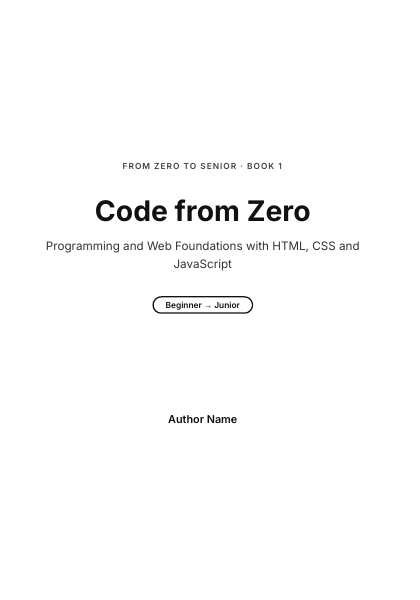 FROM ZERO TO SENIOR · BOOK 1
Code from Zero
Programming and Web Foundations with HTML, CSS and
JavaScript
Beginner → Junior
Author Name